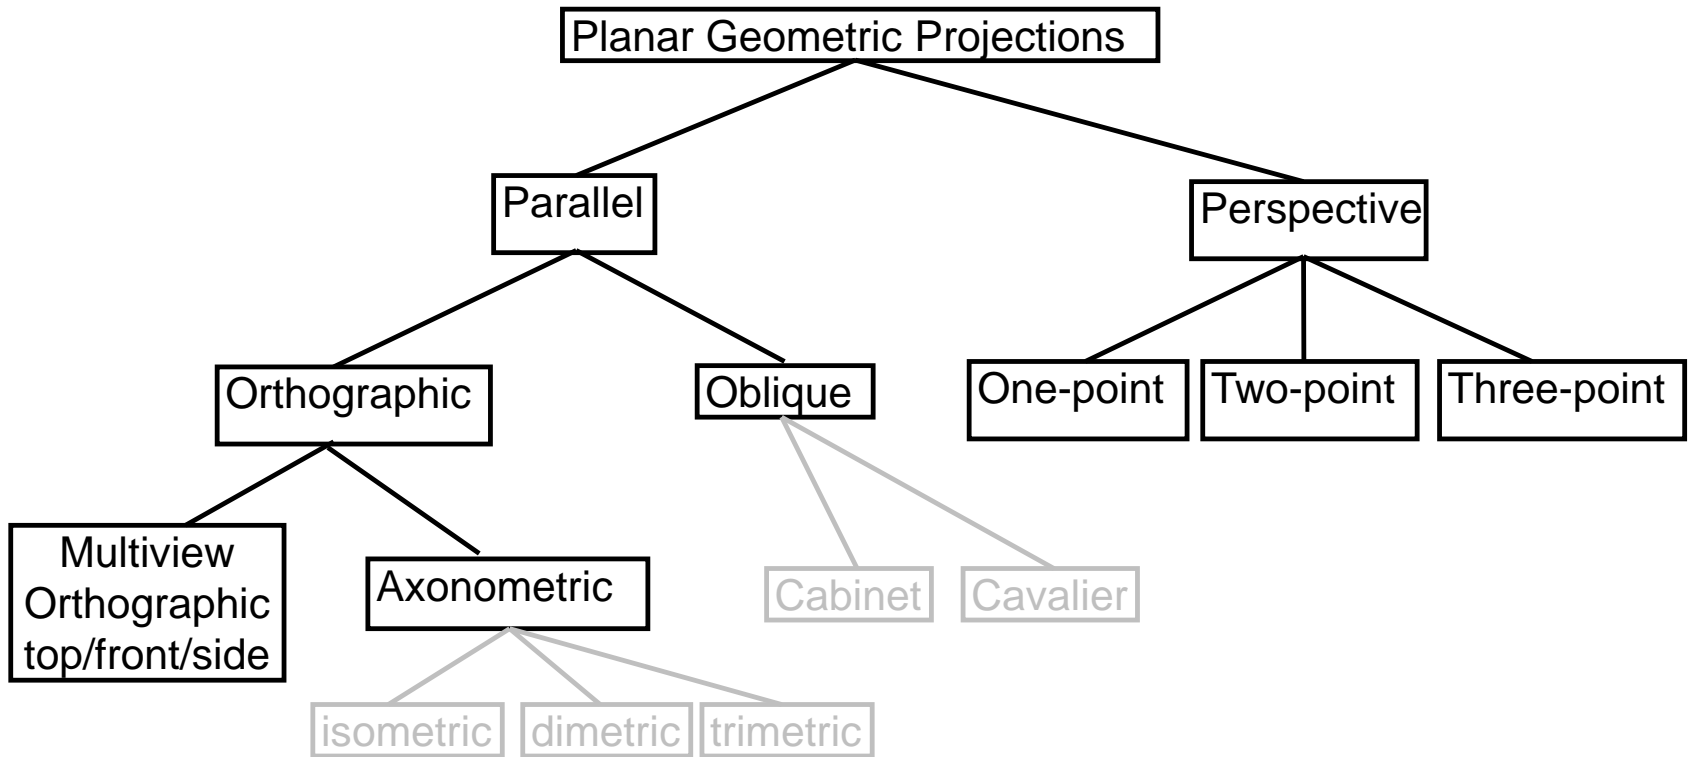 Planar Geometric Projections
Parallel
Perspective
Orthographic
Oblique
One-point
Two-point
Three-point
Multiview
Orthographic
top/front/side
Axonometric
Cabinet
Cavalier
isometric
dimetric
trimetric